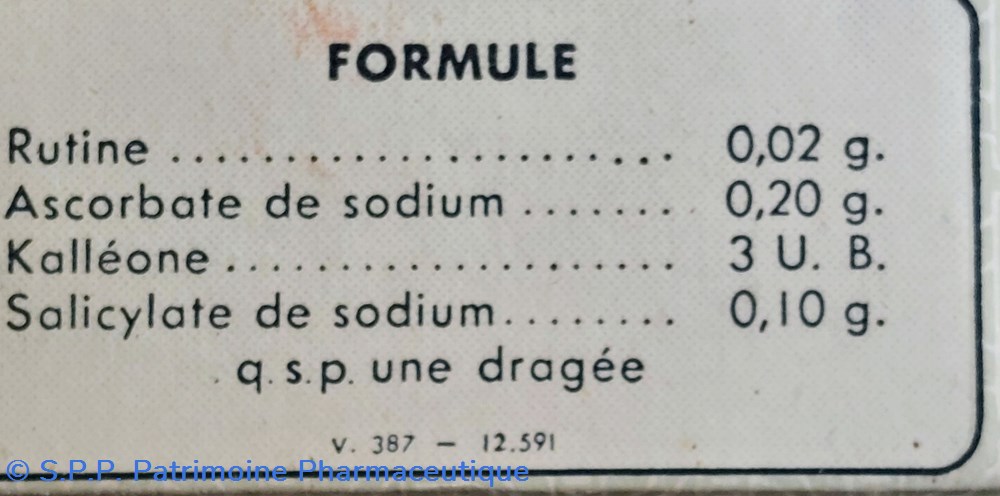 FORMULE
Rutine ........................ 0,02 g.
Ascorbate de sodium ........ 0,20 g.
Kalléone ..................... 3 U. B.
Salicylate de sodium......... 0,10 g.
q.s.p. une dragée
V. 387 — 12.591
© S.P.P. Patrimoine Pharmaceutique